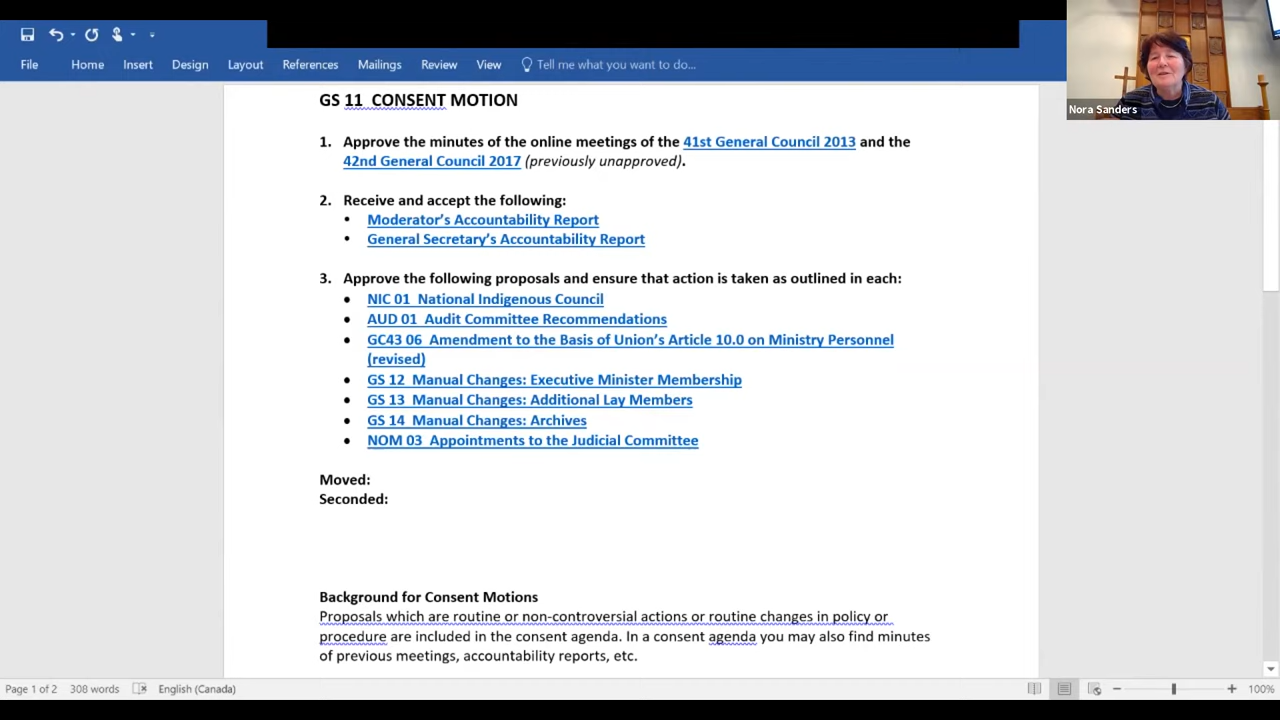 File Home Insert Design Layout References Mailings Review View Tell me what you want to do...
Nora Sanders
GS 11 CONSENT MOTION
1. Approve the minutes of the online meetings of the 41st General Council 2013 and the
42nd General Council 2017 (previously unapproved).
2. Receive and accept the following:
• Moderator’s Accountability Report
• General Secretary’s Accountability Report
3. Approve the following proposals and ensure that action is taken as outlined in each:
• NIC 01 National Indigenous Council
• AUD 01 Audit Committee Recommendations
• GC43 06 Amendment to the Basis of Union’s Article 10.0 on Ministry Personnel
(revised)
• GS 12 Manual Changes: Executive Minister Membership
• GS 13 Manual Changes: Additional Lay Members
• GS 14 Manual Changes: Archives
• NOM 03 Appointments to the Judicial Committee
Moved:
Seconded:
Background for Consent Motions
Proposals which are routine or non-controversial actions or routine changes in policy or
procedure are included in the consent agenda. In a consent agenda you may also find minutes
of previous meetings, accountability reports, etc.
Page 1 of 2 308 words English (Canada) 100%